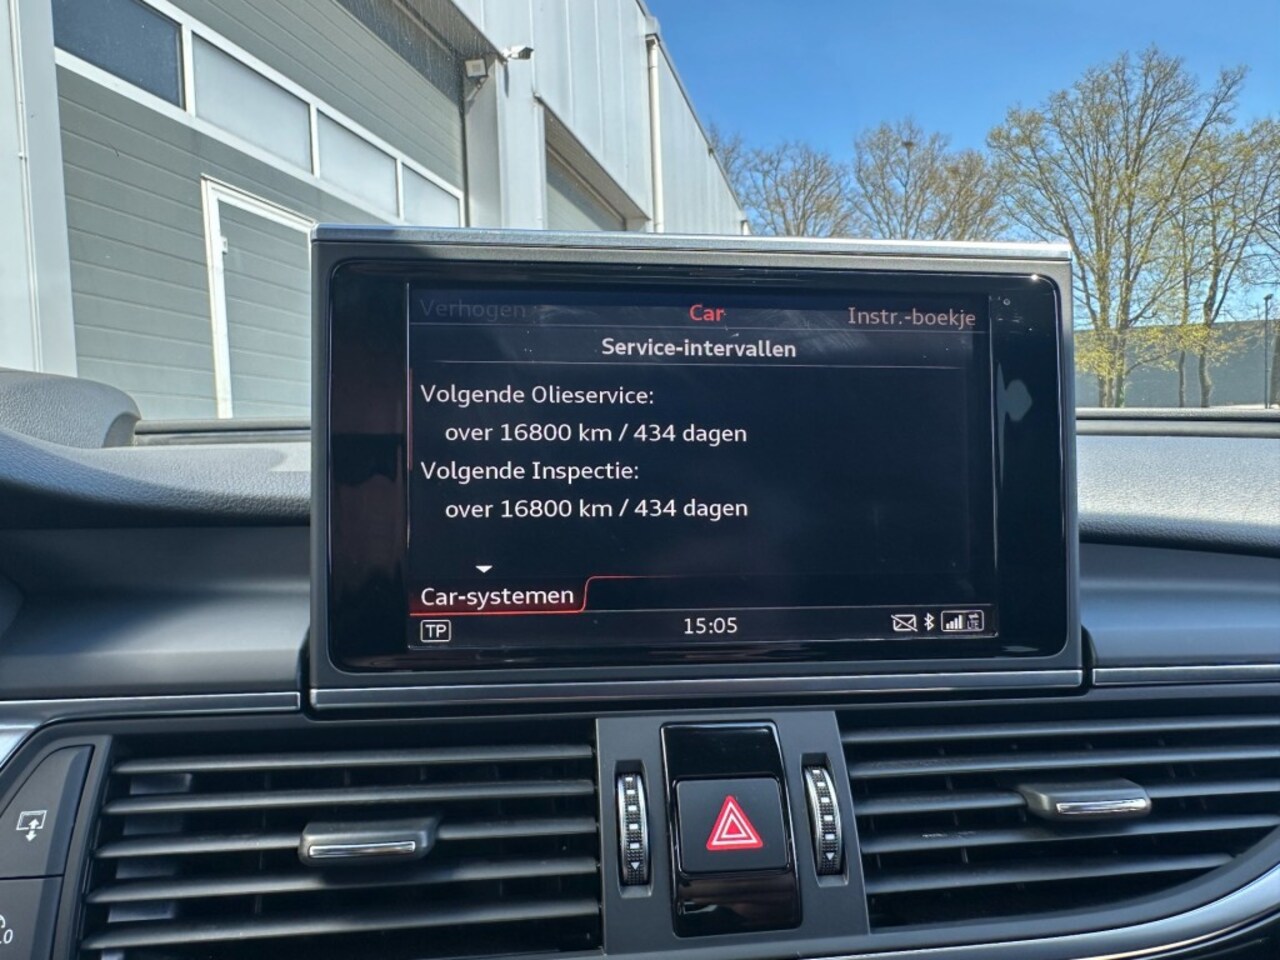 Verhogen Car Instr.-boekje
Service-intervallen
Volgende Olieservice:
over 16800 km / 434 dagen
Volgende Inspectie:
over 16800 km / 434 dagen
Car-systemen
TP 15:05 LTE